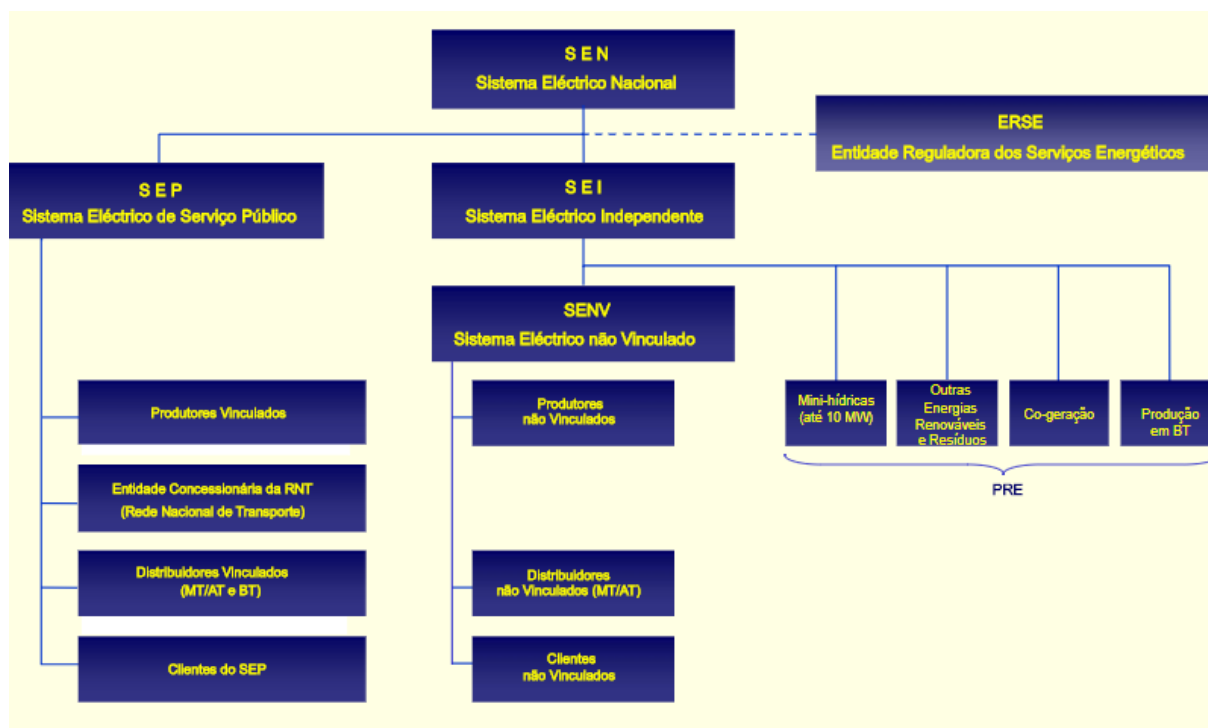 S E N
Sistema Eléctrico Nacional
ERSE
Entidade Reguladora dos Serviços Energéticos
S E P
Sistema Eléctrico de Serviço Público
S E I
Sistema Eléctrico Independente
SENV
Sistema Eléctrico não Vinculado
Produtores Vinculados
Entidade Concessionária da RNT
(Rede Nacional de Transporte)
Distribuidores Vinculados
(MT/AT e BT)
Clientes do SEP
Produtores
não Vinculados
Distribuidores
não Vinculados (MT/AT)
Clientes
não Vinculados
Mini-hídricas
(até 10 MW)
Outras
Energias
Renováveis
e Resíduos
Co-geração
Produção
em BT
PRE